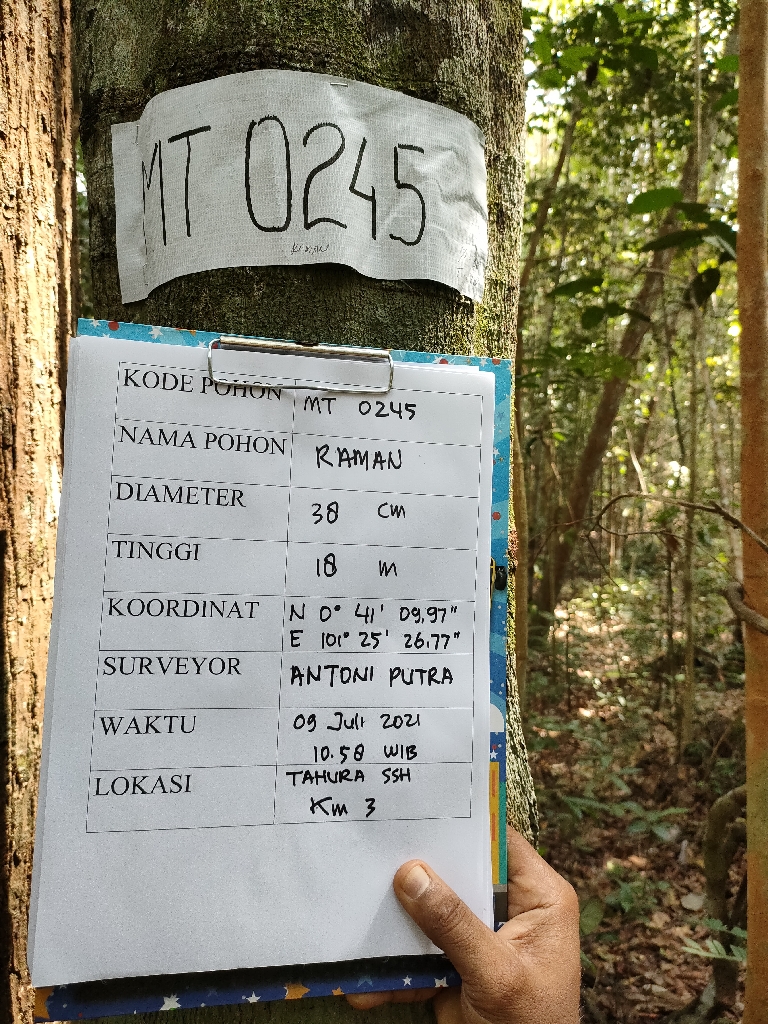 MT 0245
KODE POHON MT 0245
NAMA POHON RAMAN
DIAMETER 38 cm
TINGGI 18 m
KOORDINAT N 0° 41' 09,97"
E 101° 25' 26,77"
SURVEYOR ANTONI PUTRA
WAKTU 09 Juli 2021
10.58 WIB
LOKASI TAHURA SSH
Km 3